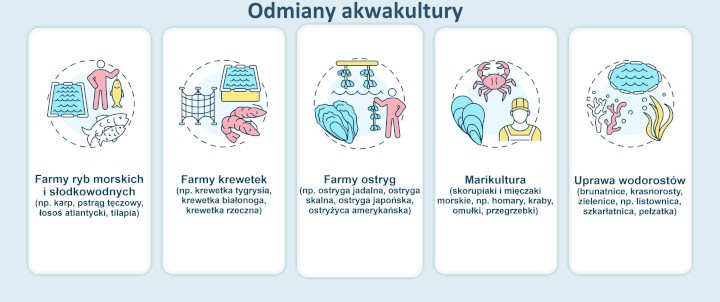 Odmiany akwakultury
Farmy ryb morskich
i słodkowodnych
(np. karp, pstrąg tęczowy,
łosoś atlantycki, tilapia)
Farmy krewetek
(np. krewetka tygrysia,
krewetka białonoga,
krewetka rzeczna)
Farmy ostryg
(np. ostryga jadalna, ostryga
skalna, ostryga japońska,
ostryżyca amerykańska)
Marikultura
(skorupiaki i mięczaki
morskie, np. homary, kraby,
omułki, przegrzebki)
Uprawa wodorostów
(brunatnice, krasnorosty,
zielenice, np. listownica,
szkarłatnica, pełzatka)